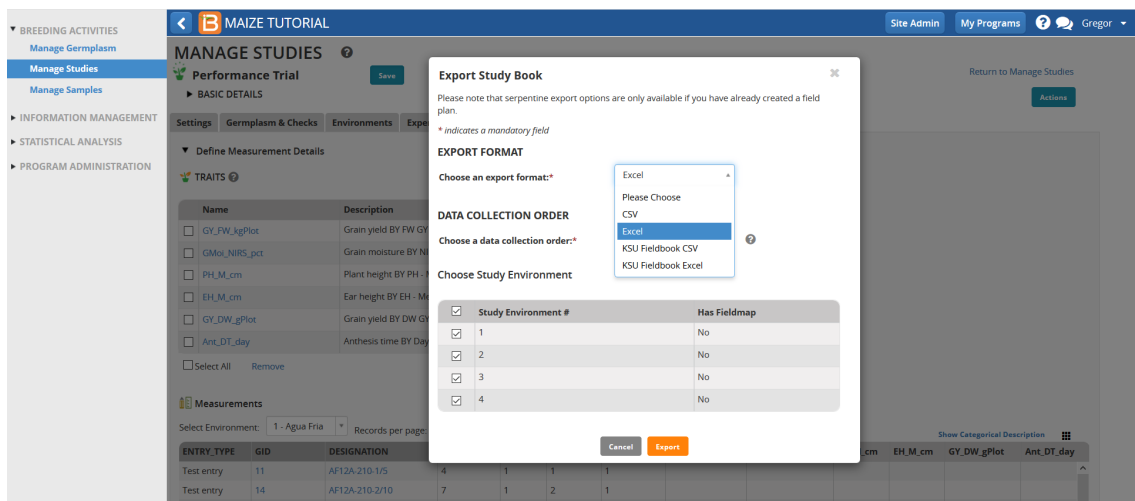 BREEDING ACTIVITIES
Manage Germplasm
Manage Studies
Manage Samples
INFORMATION MANAGEMENT
STATISTICAL ANALYSIS
PROGRAM ADMINISTRATION
MAIZE TUTORIAL
Site Admin
My Programs
Gregor
MANAGE STUDIES
Performance Trial
Save
Return to Manage Studies
BASIC DETAILS
Actions
Settings Germplasm & Checks Environments
Define Measurement Details
TRAITS
Name Description
GY_FW_kgPlot Grain yield BY FW GY
GMoi_NIRS_pct Grain moisture BY NI
PH_M_cm Plant height BY PH -
EH_M_cm Ear height BY EH - Me
GY_DW_gPlot Grain yield BY DW GY
Ant_DT_day Anthesis time BY Day
Select All Remove
Measurements
Select Environment: 1 - Agua Fria Records per page:
Show Categorical Description
ENTRY_TYPE GID DESIGNATION _cm EH_M_cm GY_DW_gPlot Ant_DT_day
Test entry 11 AF12A-210-1/5 4 1 1 1
Test entry 14 AF12A-210-2/10 7 1 2 1
Export Study Book
Please note that serpentine export options are only available if you have already created a field
plan.
* indicates a mandatory field
EXPORT FORMAT
Choose an export format:* Excel
Please Choose
CSV
Excel
KSU Fieldbook CSV
KSU Fieldbook Excel
DATA COLLECTION ORDER
Choose a data collection order:*
Choose Study Environment
Study Environment # Has Fieldmap
1 No
2 No
3 No
4 No
Cancel Export